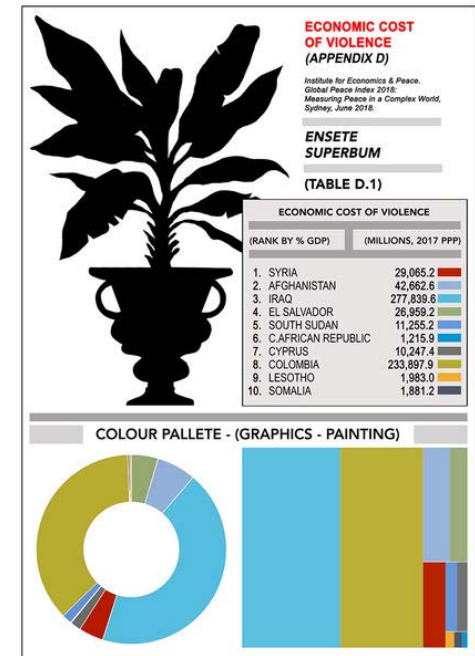 ECONOMIC COST
OF VIOLENCE
(APPENDIX D)
Institute for Economics & Peace.
Global Peace Index 2018:
Measuring Peace in a Complex World,
Sydney, June 2018.
ENSETE
SUPERBUM
(TABLE D.1)
ECONOMIC COST OF VIOLENCE
(RANK BY % GDP) (MILLIONS, 2017 PPP)
1. SYRIA 29,065.2
2. AFGHANISTAN 42,662.6
3. IRAQ 277,839.6
4. EL SALVADOR 26,959.2
5. SOUTH SUDAN 11,255.2
6. C.AFRICAN REPUBLIC 1,215.9
7. CYPRUS 10,247.4
8. COLOMBIA 233,897.9
9. LESOTHO 1,983.0
10. SOMALIA 1,881.2
COLOUR PALLETE - (GRAPHICS - PAINTING)